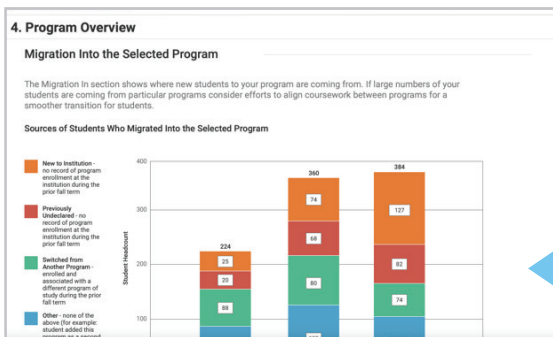 4. Program Overview
Migration Into the Selected Program
The Migration In section shows where new students to your program are coming from. If large numbers of your
students are coming from particular programs consider efforts to align coursework between programs for a
smoother transition for students.
Sources of Students Who Migrated Into the Selected Program
New to Institution -
no record of program
enrollment at the
institution during the
prior fall term
Previously
Undeclared - no
record of program
enrollment at the
institution during the
prior fall term
Switched from
Another Program -
enrolled and
associated with a
different program of
study during the prior
fall term
Other - none of the
above (for example:
student added this
program as a second
Student Headcount
400
300
200
100
224
25
20
88
360
74
68
80
384
127
82
74